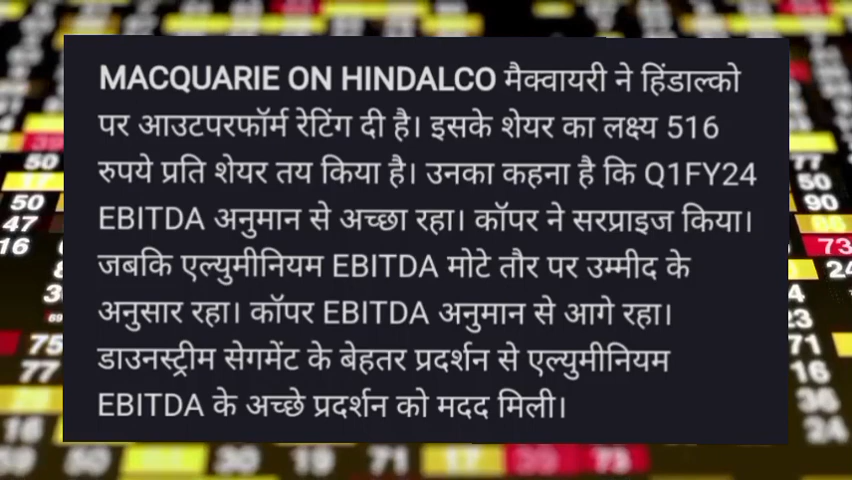 MACQUARIE ON HINDALCO मैक्वायरी ने हिंडाल्को
पर आउटपरफॉर्म रेटिंग दी है। इसके शेयर का लक्ष्य 516
रुपये प्रति शेयर तय किया है। उनका कहना है कि Q1FY24
EBITDA अनुमान से अच्छा रहा। कॉपर ने सरप्राइज किया।
जबकि एल्युमीनियम EBITDA मोटे तौर पर उम्मीद के
अनुसार रहा। कॉपर EBITDA अनुमान से आगे रहा।
डाउनस्ट्रीम सेगमेंट के बेहतर प्रदर्शन से एल्युमीनियम
EBITDA के अच्छे प्रदर्शन को मदद मिली।